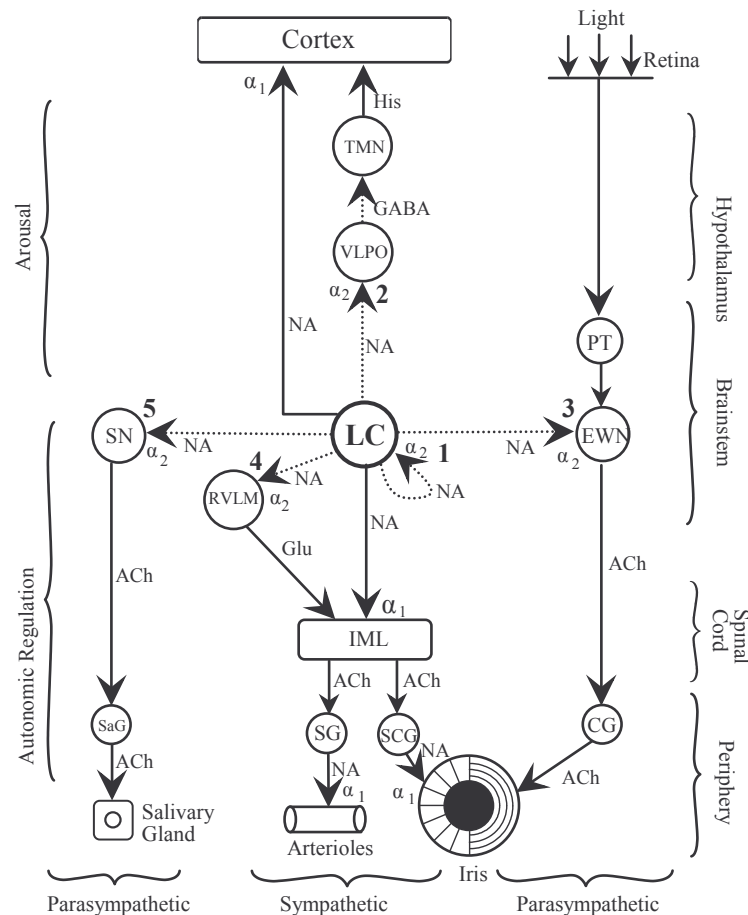 Cortex
Light
Retina
α1
His
TMN
GABA
VLPO
α2
2
NA
NA
Arousal
Hypothalamus
Brainstem
PT
5
SN
α2
NA
LC
α2
1
NA
3
NA
EWN
α2
4
NA
RVLM
α2
Glu
NA
ACh
ACh
Autonomic Regulation
α1
IML
Spinal
Cord
ACh
ACh
SaG
SG
SCG
CG
ACh
NA
NA
ACh
α1
α1
Periphery
Salivary
Gland
Arterioles
Iris
Parasympathetic
Sympathetic
Parasympathetic